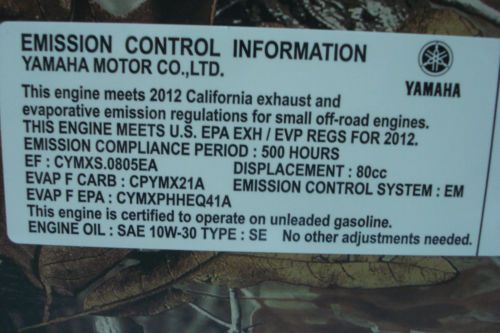 EMISSION CONTROL INFORMATION
YAMAHA MOTOR CO.,LTD.
YAMAHA
This engine meets 2012 California exhaust and
evaporative emission regulations for small off-road engines.
THIS ENGINE MEETS U.S. EPA EXH / EVP REGS FOR 2012.
EMISSION COMPLIANCE PERIOD : 500 HOURS
EF : CYMXS.0805EA DISPLACEMENT : 80cc
EVAP F CARB : CPYMX21A EMISSION CONTROL SYSTEM : EM
EVAP F EPA : CYMXPHHEQ41A
This engine is certified to operate on unleaded gasoline.
ENGINE OIL : SAE 10W-30 TYPE : SE No other adjustments needed.